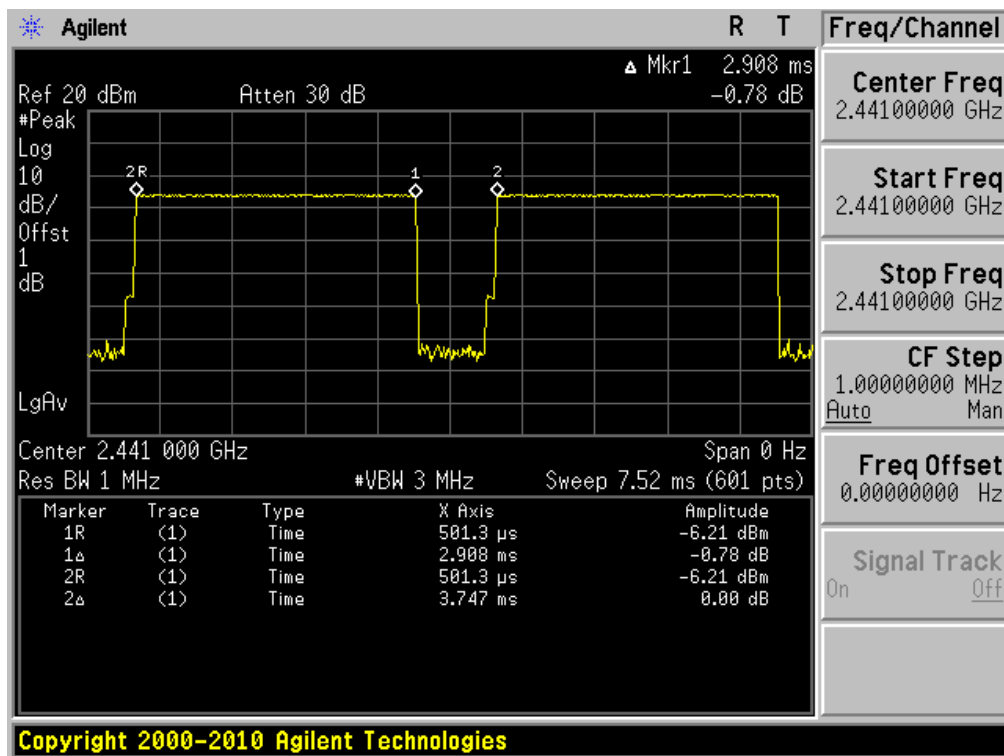 Agilent R T Freq/Channel
Δ Mkr1 2.908 ms
Ref 20 dBm Atten 30 dB -0.78 dB
#Peak
Log
10
dB/
Offst
1
dB
2R 1 2
LgAv
Center 2.441 000 GHz Span 0 Hz
Res BW 1 MHz #VBW 3 MHz Sweep 7.52 ms (601 pts)
Marker Trace Type X Axis Amplitude
1R (1) Time 501.3 µs -6.21 dBm
1Δ (1) Time 2.908 ms -0.78 dB
2R (1) Time 501.3 µs -6.21 dBm
2Δ (1) Time 3.747 ms 0.00 dB
Center Freq
2.44100000 GHz
Start Freq
2.44100000 GHz
Stop Freq
2.44100000 GHz
CF Step
1.00000000 MHz
Auto Man
Freq Offset
0.00000000 Hz
Signal Track
On Off
Copyright 2000-2010 Agilent Technologies